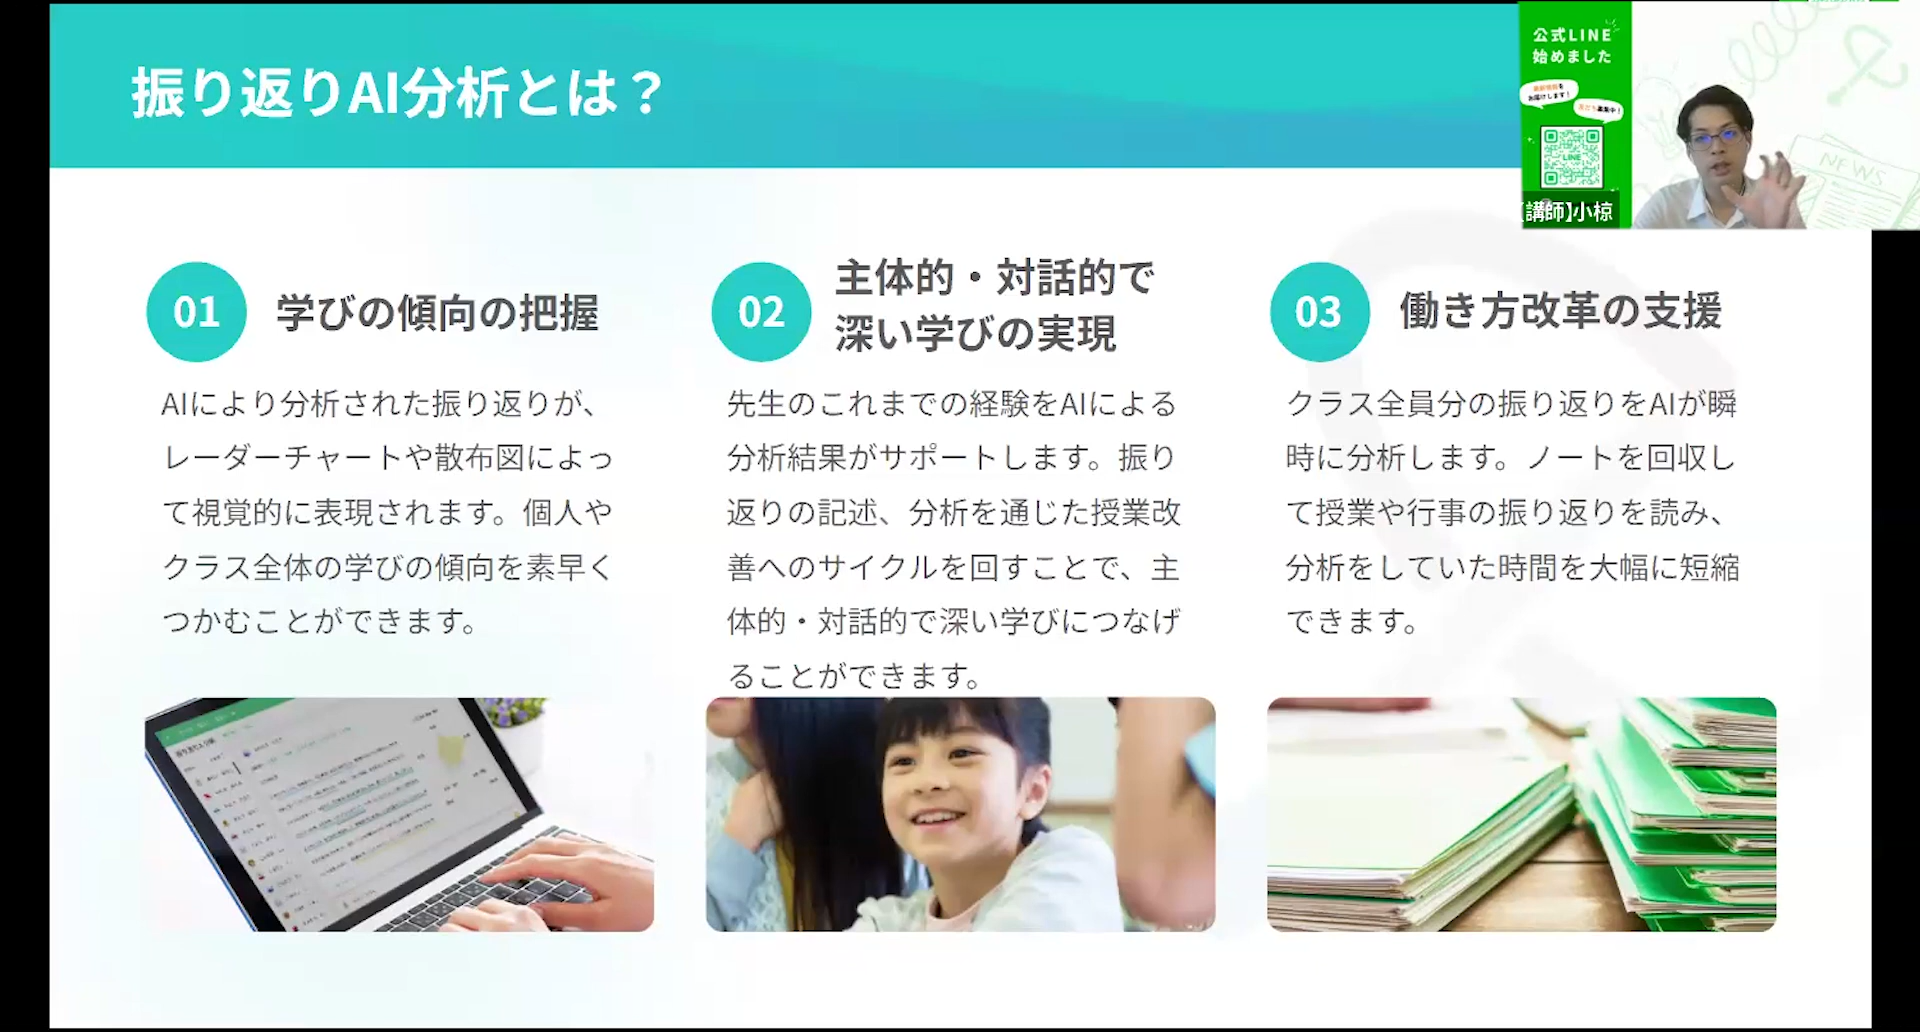 振り返りAI分析とは？
公式LINE
始めました
お届けします！
LINE
【講師】小椋
NEWS
01
学びの傾向の把握
AIにより分析された振り返りが、
レーダーチャートや散布図によっ
て視覚的に表現されます。個人や
クラス全体の学びの傾向を素早く
つかむことができます。
02
主体的・対話的で
深い学びの実現
先生のこれまでの経験をAIによる
分析結果がサポートします。振り
返りの記述、分析を通じた授業改
善へのサイクルを回すことで、主
体的・対話的で深い学びにつなげ
ることができます。
03
働き方改革の支援
クラス全員分の振り返りをAIが瞬
時に分析します。ノートを回収し
て授業や行事の振り返りを読み、
分析をしていた時間を大幅に短縮
できます。